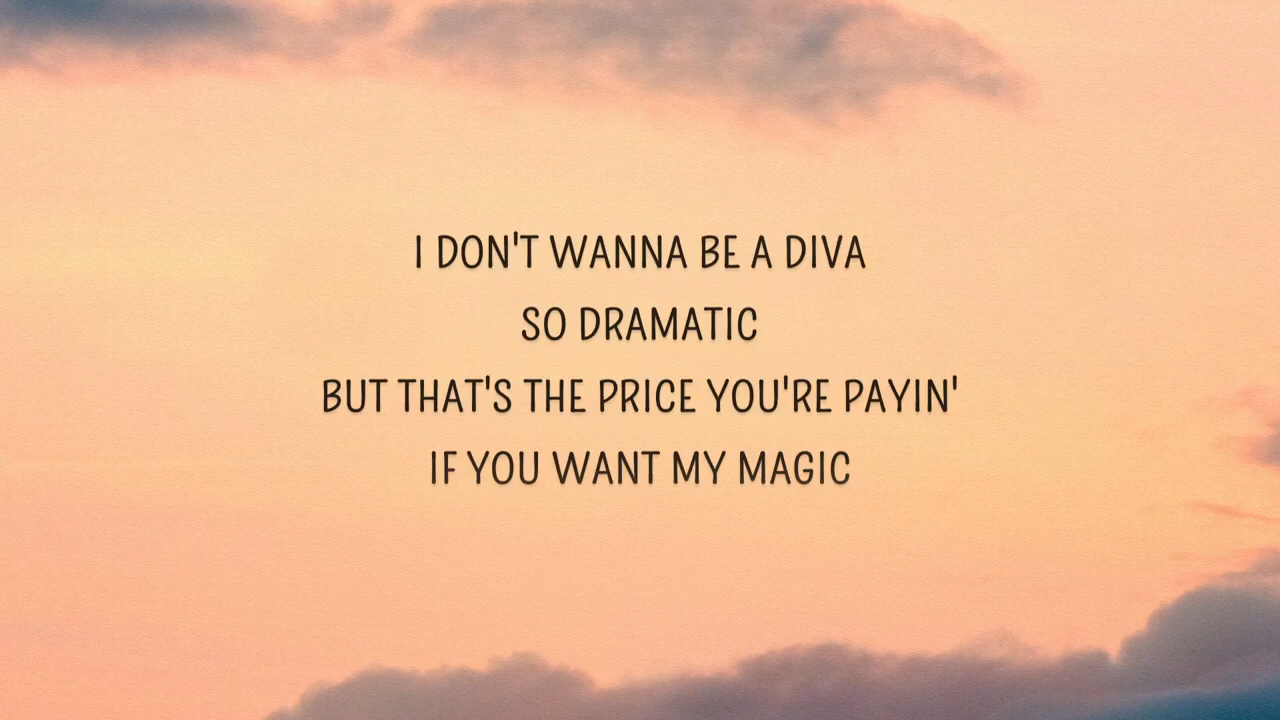 I DON'T WANNA BE A DIVA
SO DRAMATIC
BUT THAT'S THE PRICE YOU'RE PAYIN'
IF YOU WANT MY MAGIC